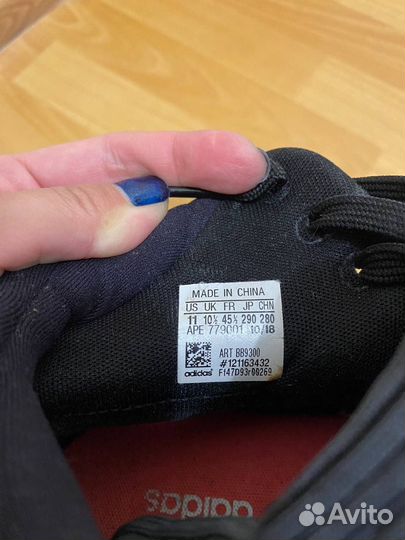 MADE IN CHINA
US UK FR JP CHN
11 10½ 45⅓ 290 280
APE 779001 10/18
ART BB9300
#121163432
adidas F147D93r00269
adidas
Avito